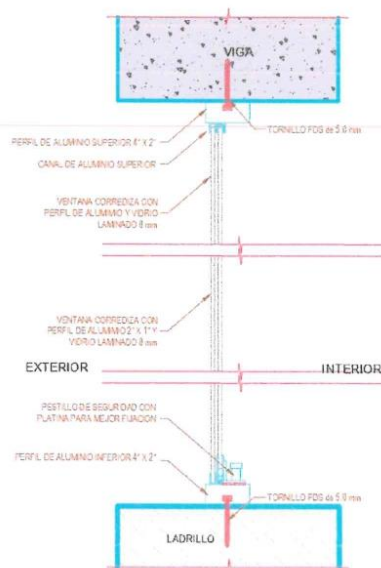 VIGA
TORNILLO FDS de 5.0 mm
PERFIL DE ALUMINIO SUPERIOR 4" X 2"
CANAL DE ALUMINIO SUPERIOR
VENTANA CORREDIZA CON
PERFIL DE ALUMIMIO Y VIDRIO
LAMINADO 8 mm
VENTANA CORREDIZA CON
PERFIL DE ALUMINIO 2" X 1" Y
VIDRIO LAMINADO 8 mm
EXTERIOR
INTERIOR
PESTILLO DE SEGURIDAD CON
PLATINA PARA MEJOR FIJACION
PERFIL DE ALUMINIO INFERIOR 4" X 2"
TORNILLO FDS de 5.0 mm
LADRILLO